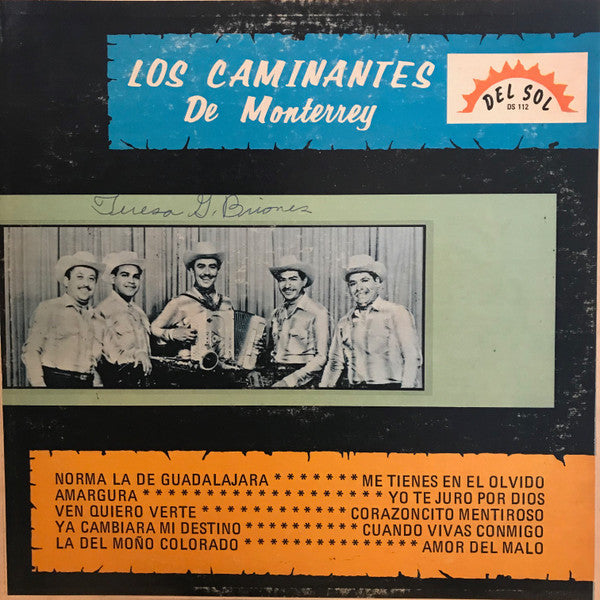 LOS CAMINANTES
De Monterrey
DEL SOL
DS 112
Teresa G. Briones
NORMA LA DE GUADALAJARA * * * * * * * ME TIENES EN EL OLVIDO
AMARGURA * * * * * * * * * * * * * * * * * * * * YO TE JURO POR DIOS
VEN QUIERO VERTE * * * * * * * * * * * * CORAZONCITO MENTIROSO
YA CAMBIARA MI DESTINO * * * * * * * * * CUANDO VIVAS CONMIGO
LA DEL MOÑO COLORADO * * * * * * * * * * * * * * AMOR DEL MALO